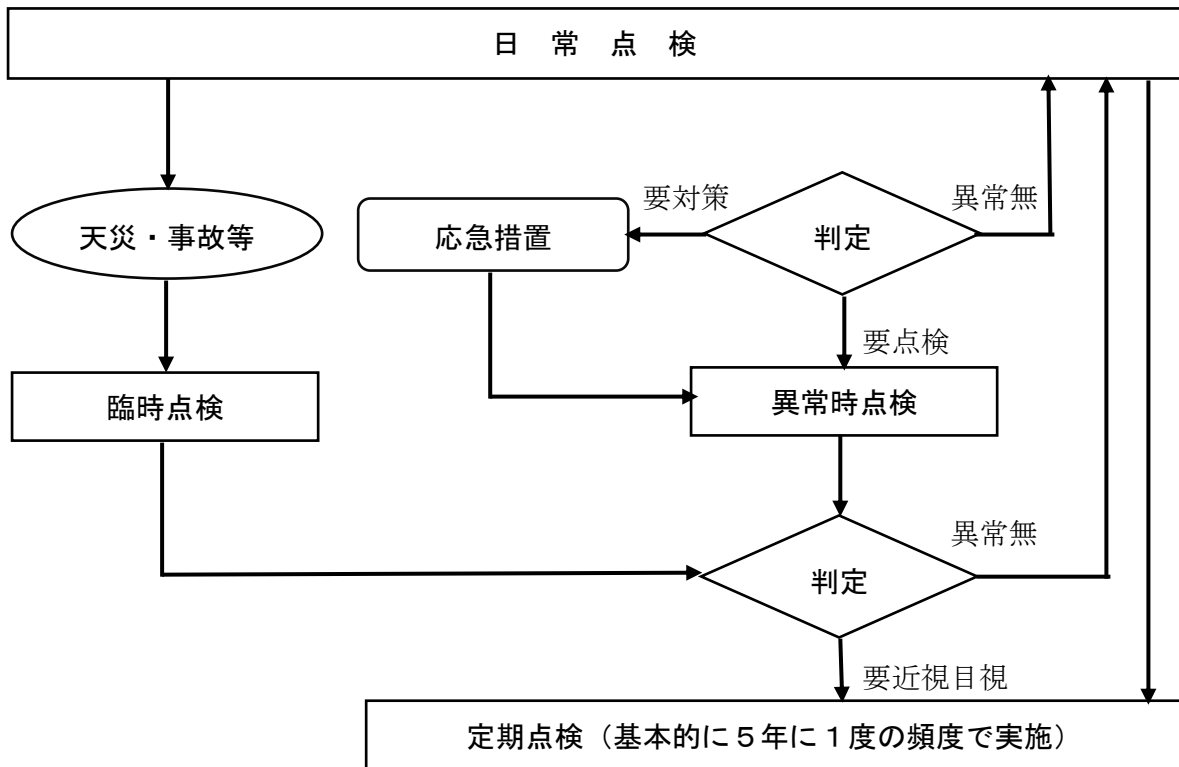 日 常 点 検
要対策
異常無
天災・事故等
応急措置
判定
要点検
臨時点検
異常時点検
異常無
判定
要近視目視
定期点検（基本的に５年に１度の頻度で実施）